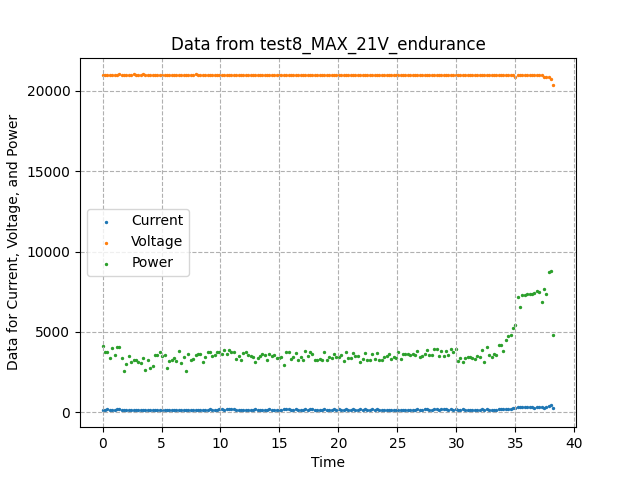 Data from test8_MAX_21V_endurance
Data for Current, Voltage, and Power
20000
15000
10000
5000
0
Current
Voltage
Power
0 5 10 15 20 25 30 35 40
Time